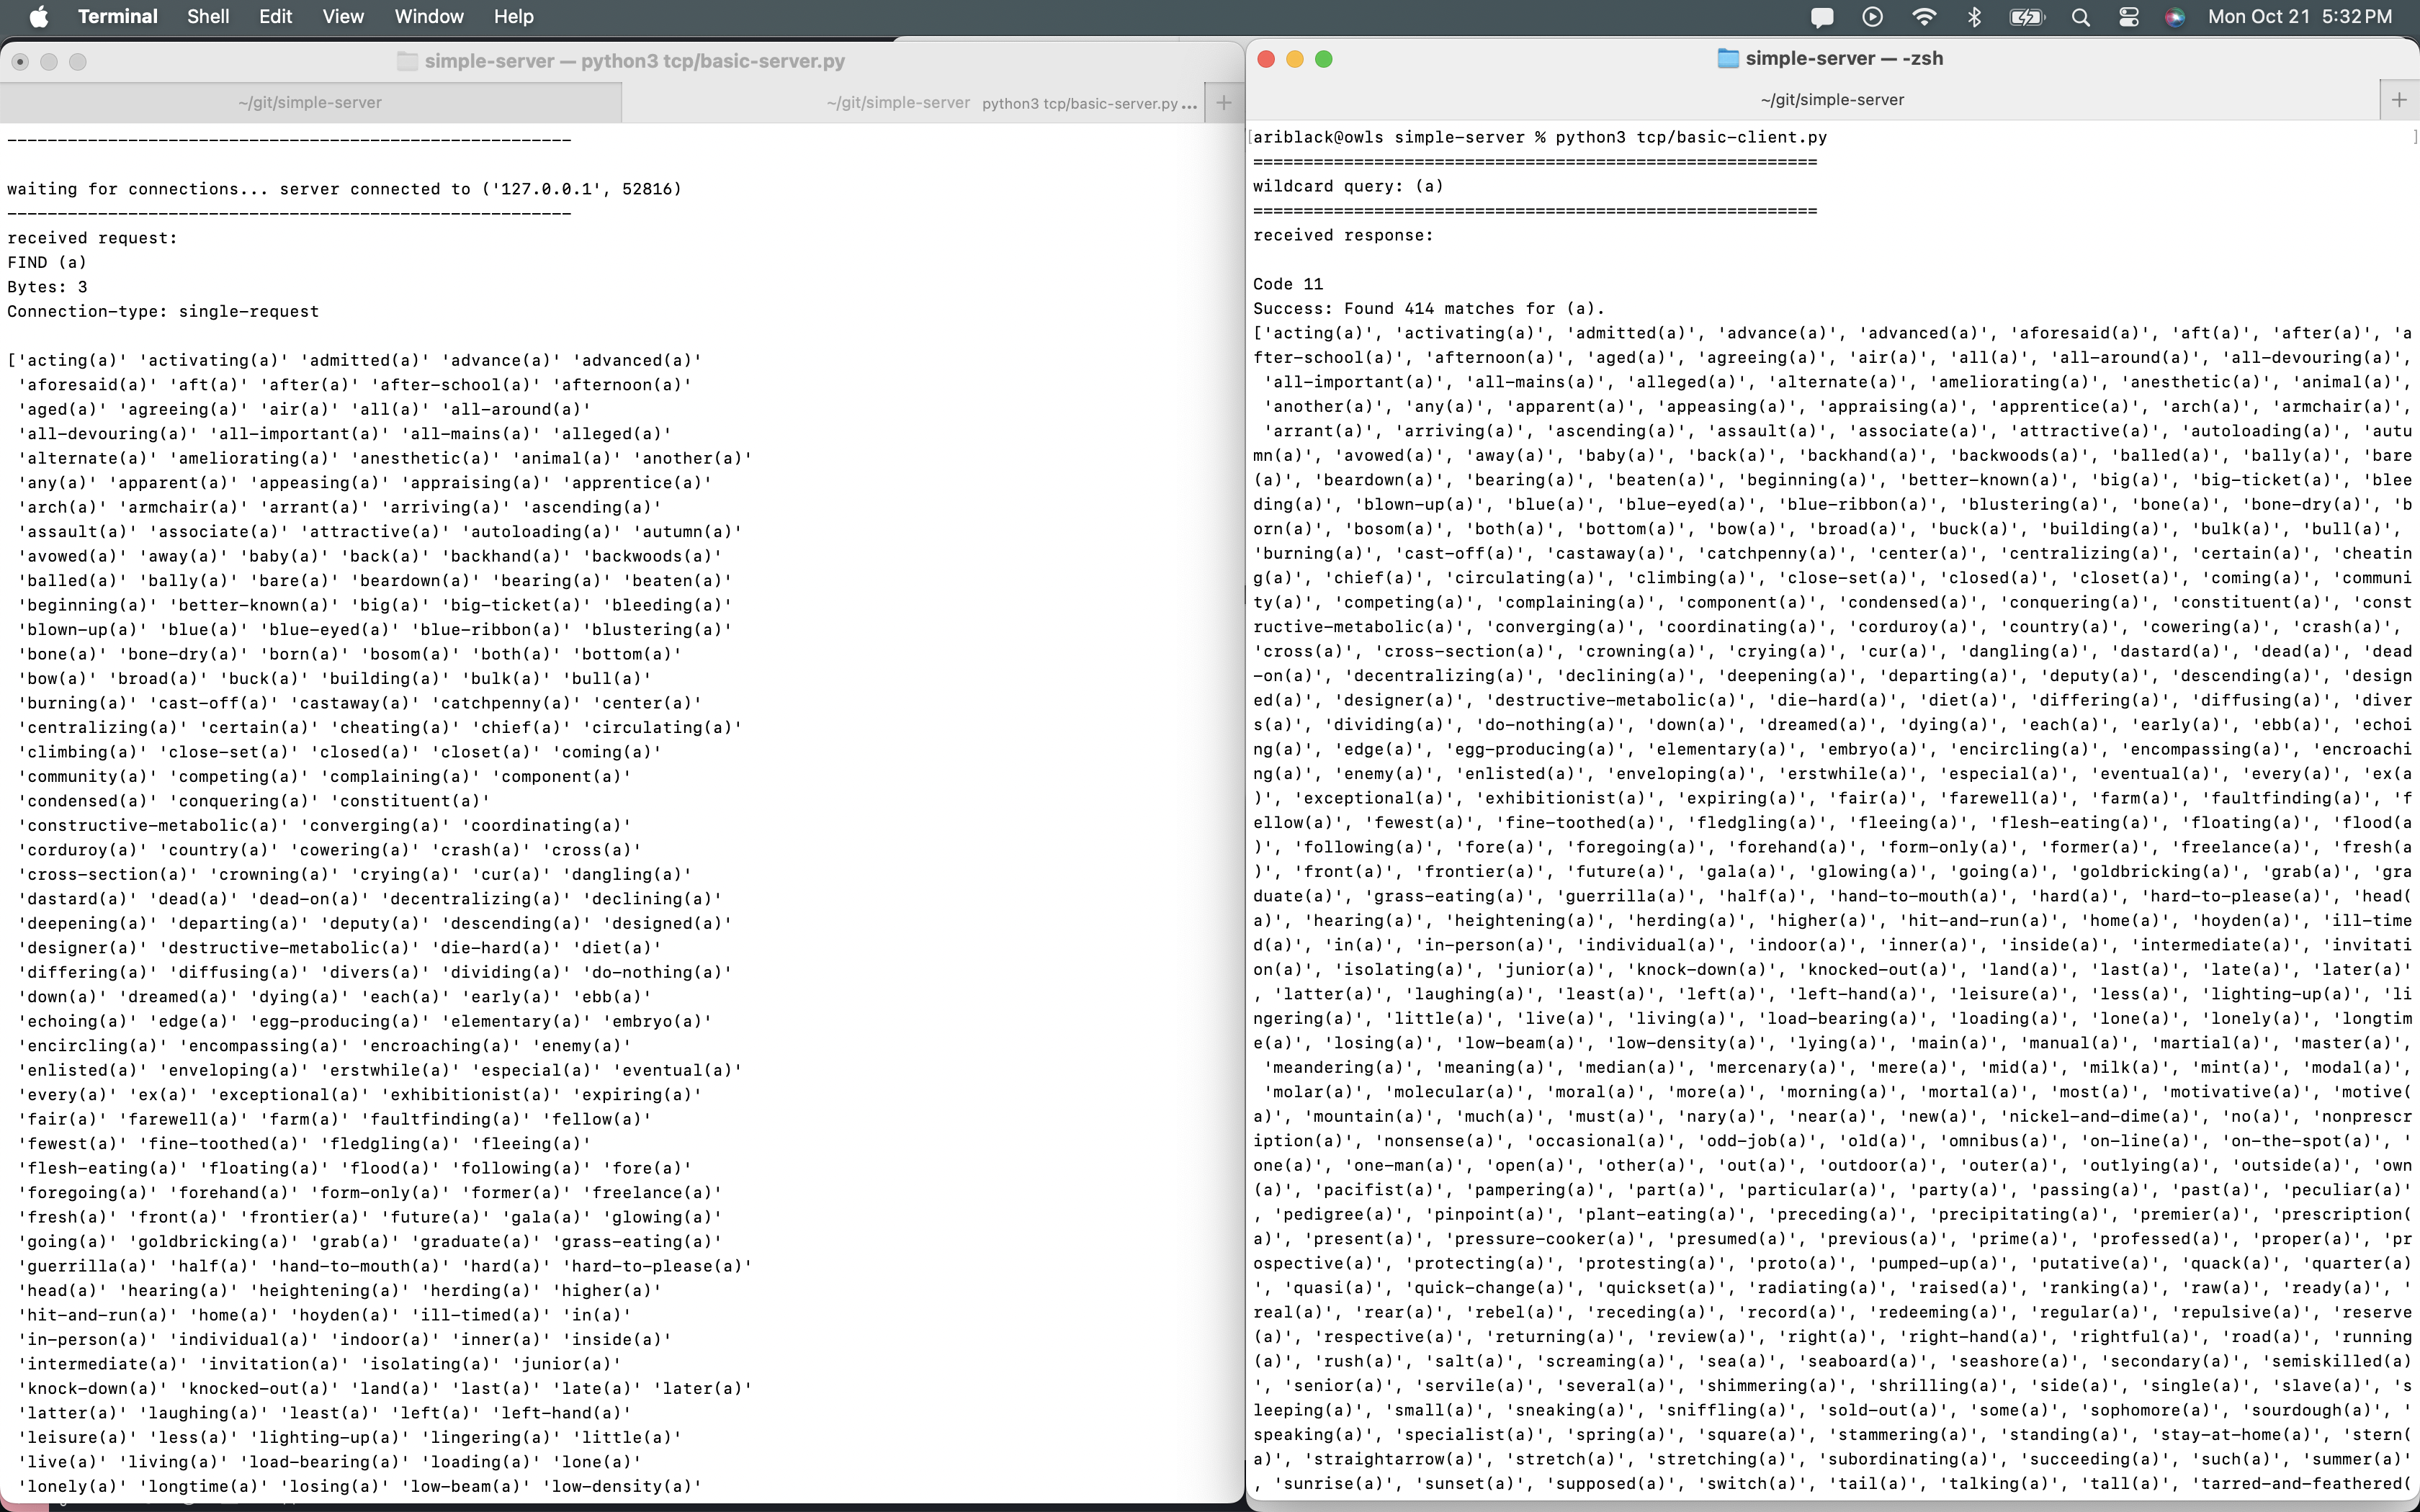 Terminal Shell Edit View Window Help Mon Oct 21 5:32 PM
simple-server — python3 tcp/basic-server.py
~/git/simple-server ~/git/simple-server python3 tcp/basic-server.py ...
--------------------------------------------------------
waiting for connections... server connected to ('127.0.0.1', 52816)
--------------------------------------------------------
received request:
FIND (a)
Bytes: 3
Connection-type: single-request
['acting(a)' 'activating(a)' 'admitted(a)' 'advance(a)' 'advanced(a)'
'aforesaid(a)' 'aft(a)' 'after(a)' 'after-school(a)' 'afternoon(a)'
'aged(a)' 'agreeing(a)' 'air(a)' 'all(a)' 'all-around(a)'
'all-devouring(a)' 'all-important(a)' 'all-mains(a)' 'alleged(a)'
'alternate(a)' 'ameliorating(a)' 'anesthetic(a)' 'animal(a)' 'another(a)'
'any(a)' 'apparent(a)' 'appeasing(a)' 'appraising(a)' 'apprentice(a)'
'arch(a)' 'armchair(a)' 'arrant(a)' 'arriving(a)' 'ascending(a)'
'assault(a)' 'associate(a)' 'attractive(a)' 'autoloading(a)' 'autumn(a)'
'avowed(a)' 'away(a)' 'baby(a)' 'back(a)' 'backhand(a)' 'backwoods(a)'
'balled(a)' 'bally(a)' 'bare(a)' 'beardown(a)' 'bearing(a)' 'beaten(a)'
'beginning(a)' 'better-known(a)' 'big(a)' 'big-ticket(a)' 'bleeding(a)'
'blown-up(a)' 'blue(a)' 'blue-eyed(a)' 'blue-ribbon(a)' 'blustering(a)'
'bone(a)' 'bone-dry(a)' 'born(a)' 'bosom(a)' 'both(a)' 'bottom(a)'
'bow(a)' 'broad(a)' 'buck(a)' 'building(a)' 'bulk(a)' 'bull(a)'
'burning(a)' 'cast-off(a)' 'castaway(a)' 'catchpenny(a)' 'center(a)'
'centralizing(a)' 'certain(a)' 'cheating(a)' 'chief(a)' 'circulating(a)'
'climbing(a)' 'close-set(a)' 'closed(a)' 'closet(a)' 'coming(a)'
'community(a)' 'competing(a)' 'complaining(a)' 'component(a)'
'condensed(a)' 'conquering(a)' 'constituent(a)'
'constructive-metabolic(a)' 'converging(a)' 'coordinating(a)'
'corduroy(a)' 'country(a)' 'cowering(a)' 'crash(a)' 'cross(a)'
'cross-section(a)' 'crowning(a)' 'crying(a)' 'cur(a)' 'dangling(a)'
'dastard(a)' 'dead(a)' 'dead-on(a)' 'decentralizing(a)' 'declining(a)'
'deepening(a)' 'departing(a)' 'deputy(a)' 'descending(a)' 'designed(a)'
'designer(a)' 'destructive-metabolic(a)' 'die-hard(a)' 'diet(a)'
'differing(a)' 'diffusing(a)' 'divers(a)' 'dividing(a)' 'do-nothing(a)'
'down(a)' 'dreamed(a)' 'dying(a)' 'each(a)' 'early(a)' 'ebb(a)'
'echoing(a)' 'edge(a)' 'egg-producing(a)' 'elementary(a)' 'embryo(a)'
'encircling(a)' 'encompassing(a)' 'encroaching(a)' 'enemy(a)'
'enlisted(a)' 'enveloping(a)' 'erstwhile(a)' 'especial(a)' 'eventual(a)'
'every(a)' 'ex(a)' 'exceptional(a)' 'exhibitionist(a)' 'expiring(a)'
'fair(a)' 'farewell(a)' 'farm(a)' 'faultfinding(a)' 'fellow(a)'
'fewest(a)' 'fine-toothed(a)' 'fledgling(a)' 'fleeing(a)'
'flesh-eating(a)' 'floating(a)' 'flood(a)' 'following(a)' 'fore(a)'
'foregoing(a)' 'forehand(a)' 'form-only(a)' 'former(a)' 'freelance(a)'
'fresh(a)' 'front(a)' 'frontier(a)' 'future(a)' 'gala(a)' 'glowing(a)'
'going(a)' 'goldbricking(a)' 'grab(a)' 'graduate(a)' 'grass-eating(a)'
'guerrilla(a)' 'half(a)' 'hand-to-mouth(a)' 'hard(a)' 'hard-to-please(a)'
'head(a)' 'hearing(a)' 'heightening(a)' 'herding(a)' 'higher(a)'
'hit-and-run(a)' 'home(a)' 'hoyden(a)' 'ill-timed(a)' 'in(a)'
'in-person(a)' 'individual(a)' 'indoor(a)' 'inner(a)' 'inside(a)'
'intermediate(a)' 'invitation(a)' 'isolating(a)' 'junior(a)'
'knock-down(a)' 'knocked-out(a)' 'land(a)' 'last(a)' 'late(a)' 'later(a)'
'latter(a)' 'laughing(a)' 'least(a)' 'left(a)' 'left-hand(a)'
'leisure(a)' 'less(a)' 'lighting-up(a)' 'lingering(a)' 'little(a)'
'live(a)' 'living(a)' 'load-bearing(a)' 'loading(a)' 'lone(a)'
'lonely(a)' 'longtime(a)' 'losing(a)' 'low-beam(a)' 'low-density(a)'
simple-server — -zsh
~/git/simple-server
[ariblack@owls simple-server % python3 tcp/basic-client.py ]
========================================================
wildcard query: (a)
========================================================
received response:
Code 11
Success: Found 414 matches for (a).
['acting(a)', 'activating(a)', 'admitted(a)', 'advance(a)', 'advanced(a)', 'aforesaid(a)', 'aft(a)', 'after(a)', 'a
fter-school(a)', 'afternoon(a)', 'aged(a)', 'agreeing(a)', 'air(a)', 'all(a)', 'all-around(a)', 'all-devouring(a)',
'all-important(a)', 'all-mains(a)', 'alleged(a)', 'alternate(a)', 'ameliorating(a)', 'anesthetic(a)', 'animal(a)',
'another(a)', 'any(a)', 'apparent(a)', 'appeasing(a)', 'appraising(a)', 'apprentice(a)', 'arch(a)', 'armchair(a)',
'arrant(a)', 'arriving(a)', 'ascending(a)', 'assault(a)', 'associate(a)', 'attractive(a)', 'autoloading(a)', 'autu
mn(a)', 'avowed(a)', 'away(a)', 'baby(a)', 'back(a)', 'backhand(a)', 'backwoods(a)', 'balled(a)', 'bally(a)', 'bare
(a)', 'beardown(a)', 'bearing(a)', 'beaten(a)', 'beginning(a)', 'better-known(a)', 'big(a)', 'big-ticket(a)', 'blee
ding(a)', 'blown-up(a)', 'blue(a)', 'blue-eyed(a)', 'blue-ribbon(a)', 'blustering(a)', 'bone(a)', 'bone-dry(a)', 'b
orn(a)', 'bosom(a)', 'both(a)', 'bottom(a)', 'bow(a)', 'broad(a)', 'buck(a)', 'building(a)', 'bulk(a)', 'bull(a)',
'burning(a)', 'cast-off(a)', 'castaway(a)', 'catchpenny(a)', 'center(a)', 'centralizing(a)', 'certain(a)', 'cheatin
g(a)', 'chief(a)', 'circulating(a)', 'climbing(a)', 'close-set(a)', 'closed(a)', 'closet(a)', 'coming(a)', 'communi
ty(a)', 'competing(a)', 'complaining(a)', 'component(a)', 'condensed(a)', 'conquering(a)', 'constituent(a)', 'const
ructive-metabolic(a)', 'converging(a)', 'coordinating(a)', 'corduroy(a)', 'country(a)', 'cowering(a)', 'crash(a)',
'cross(a)', 'cross-section(a)', 'crowning(a)', 'crying(a)', 'cur(a)', 'dangling(a)', 'dastard(a)', 'dead(a)', 'dead
-on(a)', 'decentralizing(a)', 'declining(a)', 'deepening(a)', 'departing(a)', 'deputy(a)', 'descending(a)', 'design
ed(a)', 'designer(a)', 'destructive-metabolic(a)', 'die-hard(a)', 'diet(a)', 'differing(a)', 'diffusing(a)', 'diver
s(a)', 'dividing(a)', 'do-nothing(a)', 'down(a)', 'dreamed(a)', 'dying(a)', 'each(a)', 'early(a)', 'ebb(a)', 'echoi
ng(a)', 'edge(a)', 'egg-producing(a)', 'elementary(a)', 'embryo(a)', 'encircling(a)', 'encompassing(a)', 'encroachi
ng(a)', 'enemy(a)', 'enlisted(a)', 'enveloping(a)', 'erstwhile(a)', 'especial(a)', 'eventual(a)', 'every(a)', 'ex(a
)', 'exceptional(a)', 'exhibitionist(a)', 'expiring(a)', 'fair(a)', 'farewell(a)', 'farm(a)', 'faultfinding(a)', 'f
ellow(a)', 'fewest(a)', 'fine-toothed(a)', 'fledgling(a)', 'fleeing(a)', 'flesh-eating(a)', 'floating(a)', 'flood(a
)', 'following(a)', 'fore(a)', 'foregoing(a)', 'forehand(a)', 'form-only(a)', 'former(a)', 'freelance(a)', 'fresh(a
)', 'front(a)', 'frontier(a)', 'future(a)', 'gala(a)', 'glowing(a)', 'going(a)', 'goldbricking(a)', 'grab(a)', 'gra
duate(a)', 'grass-eating(a)', 'guerrilla(a)', 'half(a)', 'hand-to-mouth(a)', 'hard(a)', 'hard-to-please(a)', 'head(
a)', 'hearing(a)', 'heightening(a)', 'herding(a)', 'higher(a)', 'hit-and-run(a)', 'home(a)', 'hoyden(a)', 'ill-time
d(a)', 'in(a)', 'in-person(a)', 'individual(a)', 'indoor(a)', 'inner(a)', 'inside(a)', 'intermediate(a)', 'invitati
on(a)', 'isolating(a)', 'junior(a)', 'knock-down(a)', 'knocked-out(a)', 'land(a)', 'last(a)', 'late(a)', 'later(a)'
, 'latter(a)', 'laughing(a)', 'least(a)', 'left(a)', 'left-hand(a)', 'leisure(a)', 'less(a)', 'lighting-up(a)', 'li
ngering(a)', 'little(a)', 'live(a)', 'living(a)', 'load-bearing(a)', 'loading(a)', 'lone(a)', 'lonely(a)', 'longtim
e(a)', 'losing(a)', 'low-beam(a)', 'low-density(a)', 'lying(a)', 'main(a)', 'manual(a)', 'martial(a)', 'master(a)',
'meandering(a)', 'meaning(a)', 'median(a)', 'mercenary(a)', 'mere(a)', 'mid(a)', 'milk(a)', 'mint(a)', 'modal(a)',
'molar(a)', 'molecular(a)', 'moral(a)', 'more(a)', 'morning(a)', 'mortal(a)', 'most(a)', 'motivative(a)', 'motive(
a)', 'mountain(a)', 'much(a)', 'must(a)', 'nary(a)', 'near(a)', 'new(a)', 'nickel-and-dime(a)', 'no(a)', 'nonprescr
iption(a)', 'nonsense(a)', 'occasional(a)', 'odd-job(a)', 'old(a)', 'omnibus(a)', 'on-line(a)', 'on-the-spot(a)', '
one(a)', 'one-man(a)', 'open(a)', 'other(a)', 'out(a)', 'outdoor(a)', 'outer(a)', 'outlying(a)', 'outside(a)', 'own
(a)', 'pacifist(a)', 'pampering(a)', 'part(a)', 'particular(a)', 'party(a)', 'passing(a)', 'past(a)', 'peculiar(a)'
, 'pedigree(a)', 'pinpoint(a)', 'plant-eating(a)', 'preceding(a)', 'precipitating(a)', 'premier(a)', 'prescription(
a)', 'present(a)', 'pressure-cooker(a)', 'presumed(a)', 'previous(a)', 'prime(a)', 'professed(a)', 'proper(a)', 'pr
ospective(a)', 'protecting(a)', 'protesting(a)', 'proto(a)', 'pumped-up(a)', 'putative(a)', 'quack(a)', 'quarter(a)
', 'quasi(a)', 'quick-change(a)', 'quickset(a)', 'radiating(a)', 'raised(a)', 'ranking(a)', 'raw(a)', 'ready(a)', '
real(a)', 'rear(a)', 'rebel(a)', 'receding(a)', 'record(a)', 'redeeming(a)', 'regular(a)', 'repulsive(a)', 'reserve
(a)', 'respective(a)', 'returning(a)', 'review(a)', 'right(a)', 'right-hand(a)', 'rightful(a)', 'road(a)', 'running
(a)', 'rush(a)', 'salt(a)', 'screaming(a)', 'sea(a)', 'seaboard(a)', 'seashore(a)', 'secondary(a)', 'semiskilled(a)
', 'senior(a)', 'servile(a)', 'several(a)', 'shimmering(a)', 'shrilling(a)', 'side(a)', 'single(a)', 'slave(a)', 's
leeping(a)', 'small(a)', 'sneaking(a)', 'sniffling(a)', 'sold-out(a)', 'some(a)', 'sophomore(a)', 'sourdough(a)', '
speaking(a)', 'specialist(a)', 'spring(a)', 'square(a)', 'stammering(a)', 'standing(a)', 'stay-at-home(a)', 'stern(
a)', 'straightarrow(a)', 'stretch(a)', 'stretching(a)', 'subordinating(a)', 'succeeding(a)', 'such(a)', 'summer(a)'
, 'sunrise(a)', 'sunset(a)', 'supposed(a)', 'switch(a)', 'tail(a)', 'talking(a)', 'tall(a)', 'tarred-and-feathered(